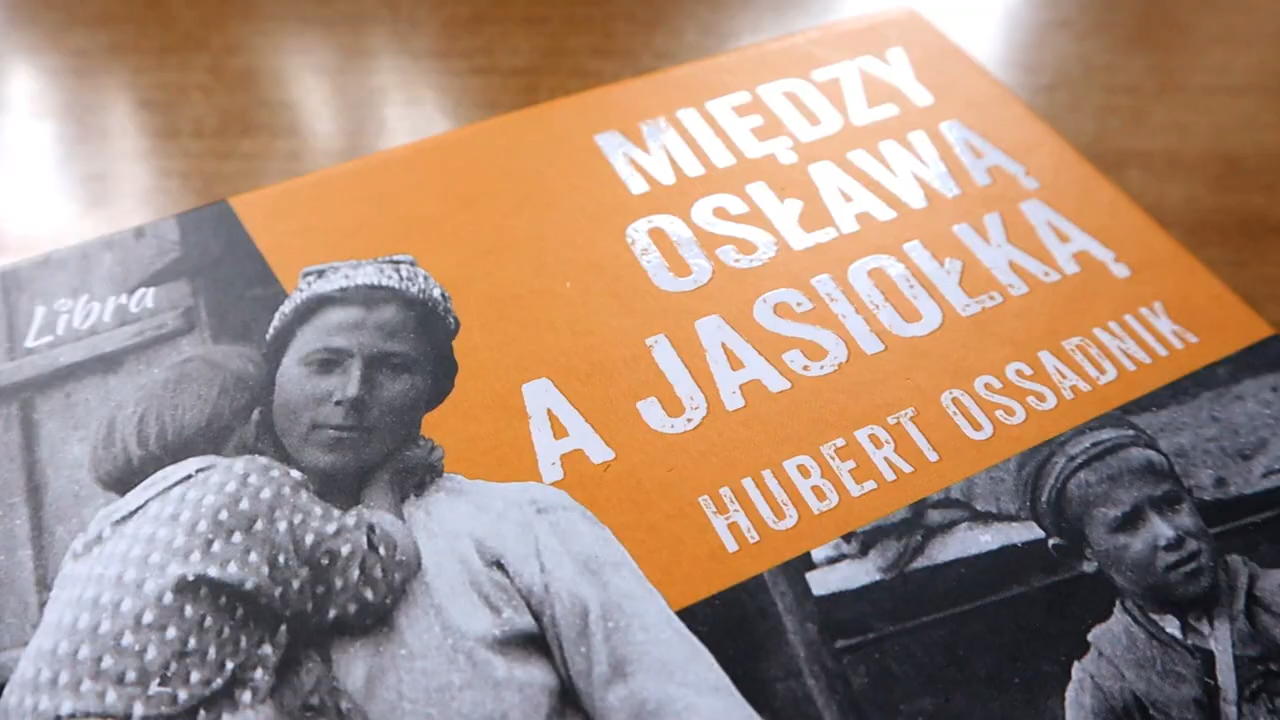 Libra
MIĘDZY
OSŁAWĄ
A JASIOŁKĄ
HUBERT OSSADNIK